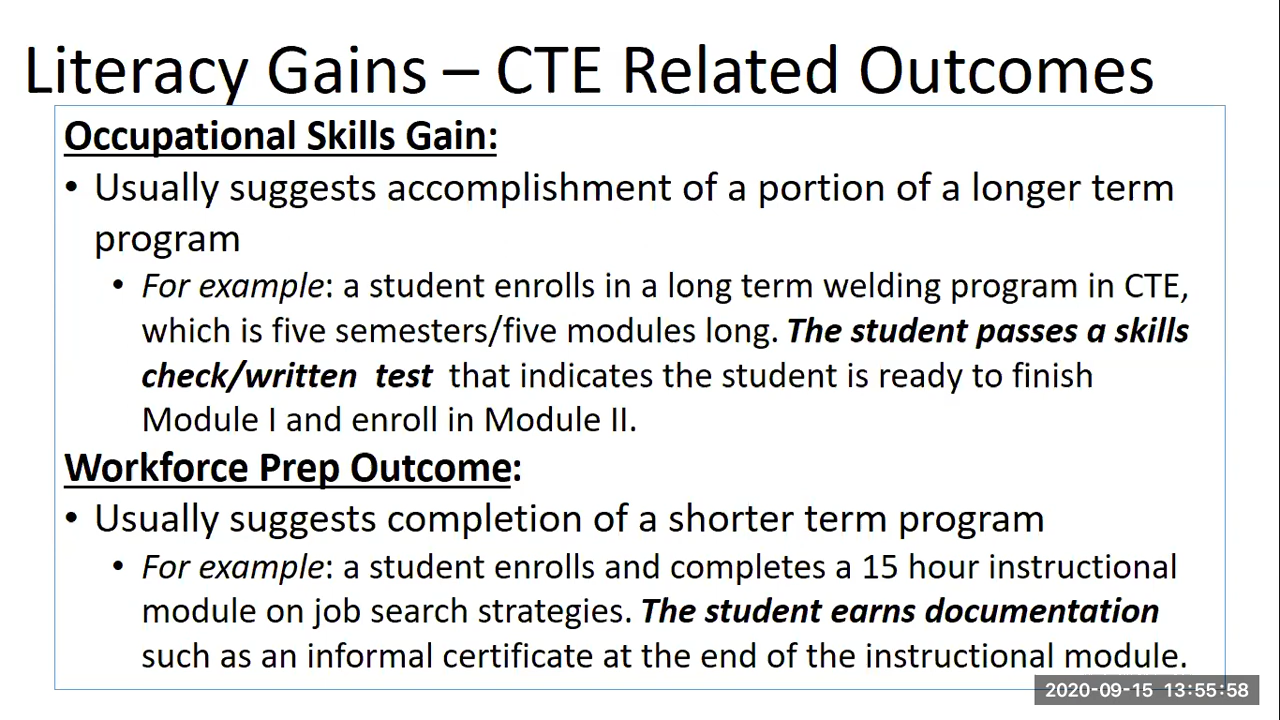 Literacy Gains – CTE Related Outcomes
Occupational Skills Gain:
• Usually suggests accomplishment of a portion of a longer term
program
• For example: a student enrolls in a long term welding program in CTE,
which is five semesters/five modules long. The student passes a skills
check/written test that indicates the student is ready to finish
Module I and enroll in Module II.
Workforce Prep Outcome:
• Usually suggests completion of a shorter term program
• For example: a student enrolls and completes a 15 hour instructional
module on job search strategies. The student earns documentation
such as an informal certificate at the end of the instructional module.
2020-09-15 13:55:58